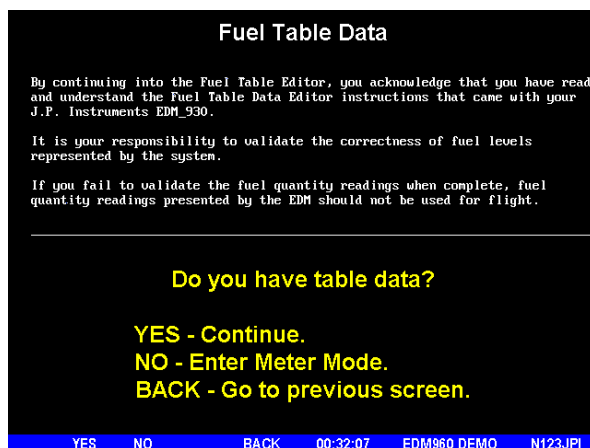 Fuel Table Data
By continuing into the Fuel Table Editor, you acknowledge that you have read
and understand the Fuel Table Data Editor instructions that came with your
J.P. Instruments EDM_930.
It is your responsibility to validate the correctness of fuel levels
represented by the system.
If you fail to validate the fuel quantity readings when complete, fuel
quantity readings presented by the EDM should not be used for flight.
Do you have table data?
YES - Continue.
NO - Enter Meter Mode.
BACK - Go to previous screen.
YES NO BACK 00:32:07 EDM960 DEMO N123JPI